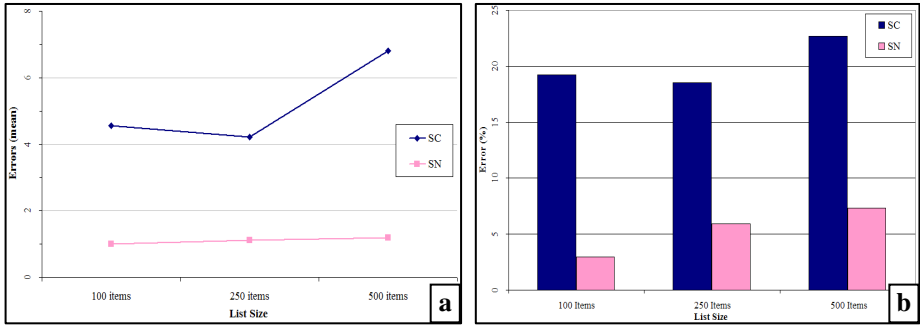 8
6
4
2
0
Errors (mean)
100 items
250 items
500 items
List Size
SC
SN
a
25
20
15
10
5
0
Error (%)
100 Items
250 Items
500 Items
List Size
SC
SN
b